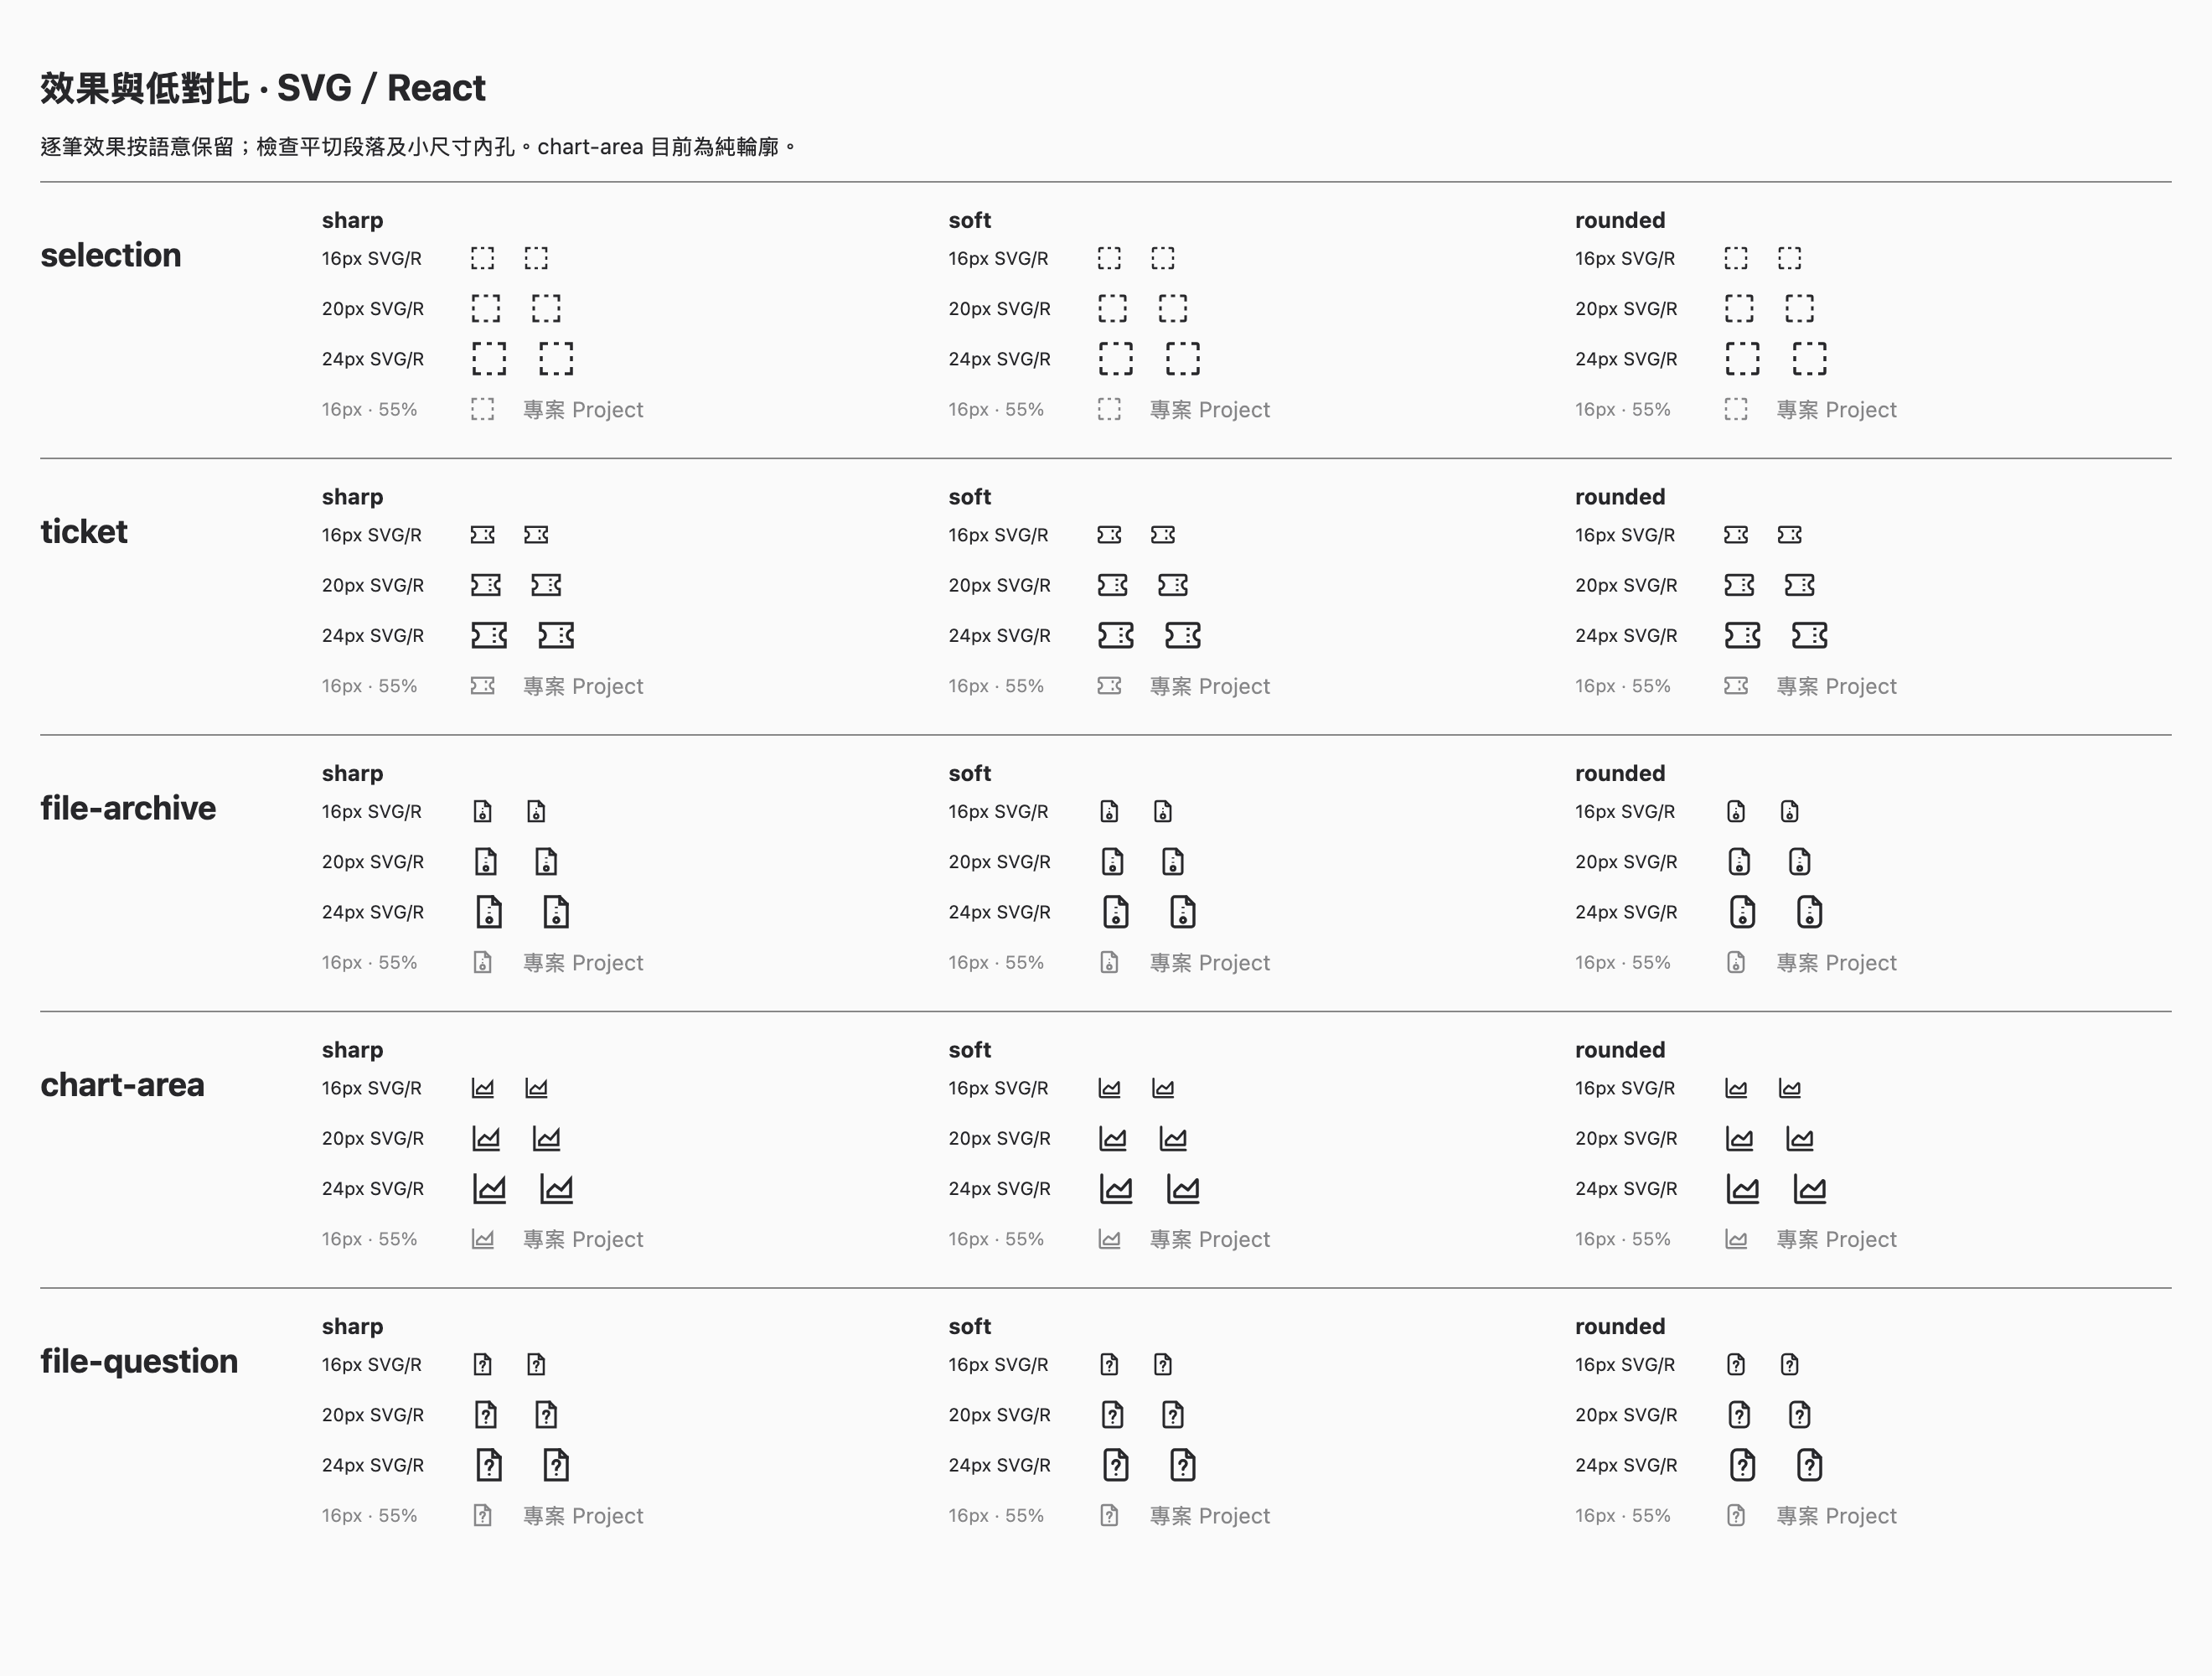 效果與低對比 · SVG / React
逐筆效果按語意保留；檢查平切段落及小尺寸內孔。chart-area 目前為純輪廓。
selection
sharp
16px SVG/R
20px SVG/R
24px SVG/R
16px · 55% 專案 Project
soft
16px SVG/R
20px SVG/R
24px SVG/R
16px · 55% 專案 Project
rounded
16px SVG/R
20px SVG/R
24px SVG/R
16px · 55% 專案 Project
ticket
sharp
16px SVG/R
20px SVG/R
24px SVG/R
16px · 55% 專案 Project
soft
16px SVG/R
20px SVG/R
24px SVG/R
16px · 55% 專案 Project
rounded
16px SVG/R
20px SVG/R
24px SVG/R
16px · 55% 專案 Project
file-archive
sharp
16px SVG/R
20px SVG/R
24px SVG/R
16px · 55% 專案 Project
soft
16px SVG/R
20px SVG/R
24px SVG/R
16px · 55% 專案 Project
rounded
16px SVG/R
20px SVG/R
24px SVG/R
16px · 55% 專案 Project
chart-area
sharp
16px SVG/R
20px SVG/R
24px SVG/R
16px · 55% 專案 Project
soft
16px SVG/R
20px SVG/R
24px SVG/R
16px · 55% 專案 Project
rounded
16px SVG/R
20px SVG/R
24px SVG/R
16px · 55% 專案 Project
file-question
sharp
16px SVG/R
20px SVG/R
24px SVG/R
16px · 55% 專案 Project
soft
16px SVG/R
20px SVG/R
24px SVG/R
16px · 55% 專案 Project
rounded
16px SVG/R
20px SVG/R
24px SVG/R
16px · 55% 專案 Project